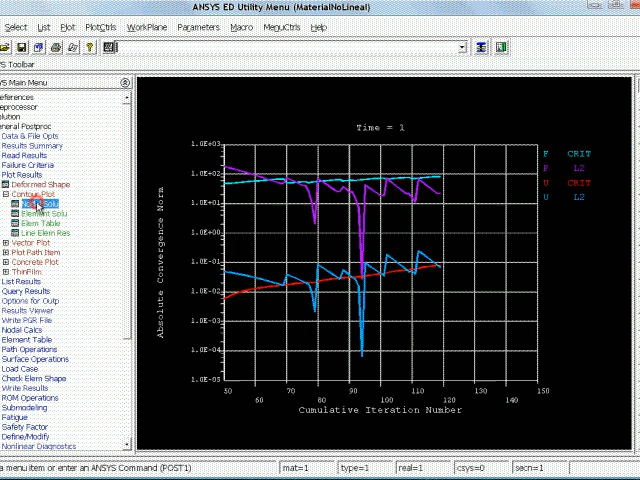 ANSYS ED Utility Menu (MaterialNoLineal)
Select List Plot PlotCtrls WorkPlane Parameters Macro MenuCtrls Help
YS Toolbar
YS Main Menu
eferences
eprocessor
olution
eneral Postproc
Data & File Opts
Results Summary
Read Results
Failure Criteria
Plot Results
Deformed Shape
Contour Plot
Nodal Solu
Element Solu
Elem Table
Line Elem Res
Vector Plot
Plot Path Item
Concrete Plot
ThinFilm
List Results
Query Results
Options for Outp
Results Viewer
Write PGR File
Nodal Calcs
Element Table
Path Operations
Surface Operations
Load Case
Check Elem Shape
Write Results
ROM Operations
Submodeling
Fatigue
Safety Factor
Define/Modify
Nonlinear Diagnostics
Time = 1
1.0E+03
1.0E+02
1.0E+01
1.0E+00
1.0E-01
1.0E-02
1.0E-03
1.0E-04
1.0E-05
Absolute Convergence Norm
F CRIT
F L2
U CRIT
U L2
50 70 90 110 130 150
60 80 100 120 140
Cumulative Iteration Number
a menu item or enter an ANSYS Command (POST1) mat=1 type=1 real=1 csys=0 secn=1